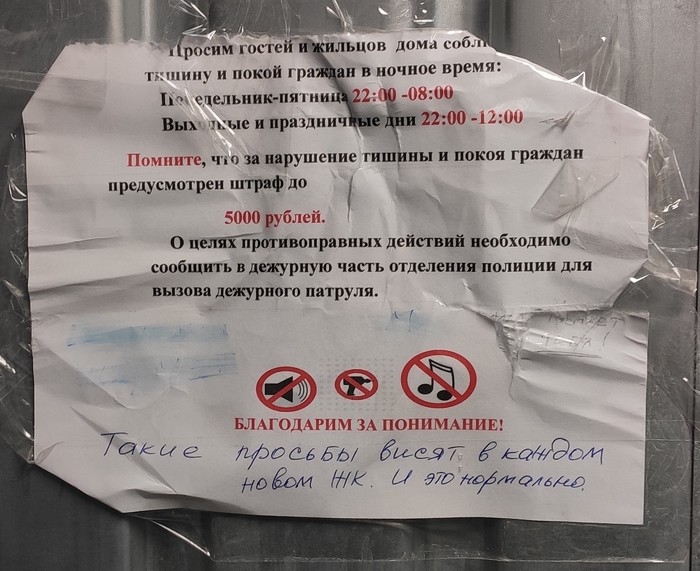 Просим гостей и жильцов дома
тишину и покой граждан в ночное время:
Понедельник-пятница 22:00 -08:00
Выходные и праздничные дни 22:00 -12:00
Помните, что за нарушение тишины и покоя граждан
предусмотрен штраф до
5000 рублей.
О целях противоправных действий необходимо
сообщить в дежурную часть отделения полиции для
вызова дежурного патруля.
БЛАГОДАРИМ ЗА ПОНИМАНИЕ!
Такие просьбы висят в каждом
новом ЖК. И это нормально.